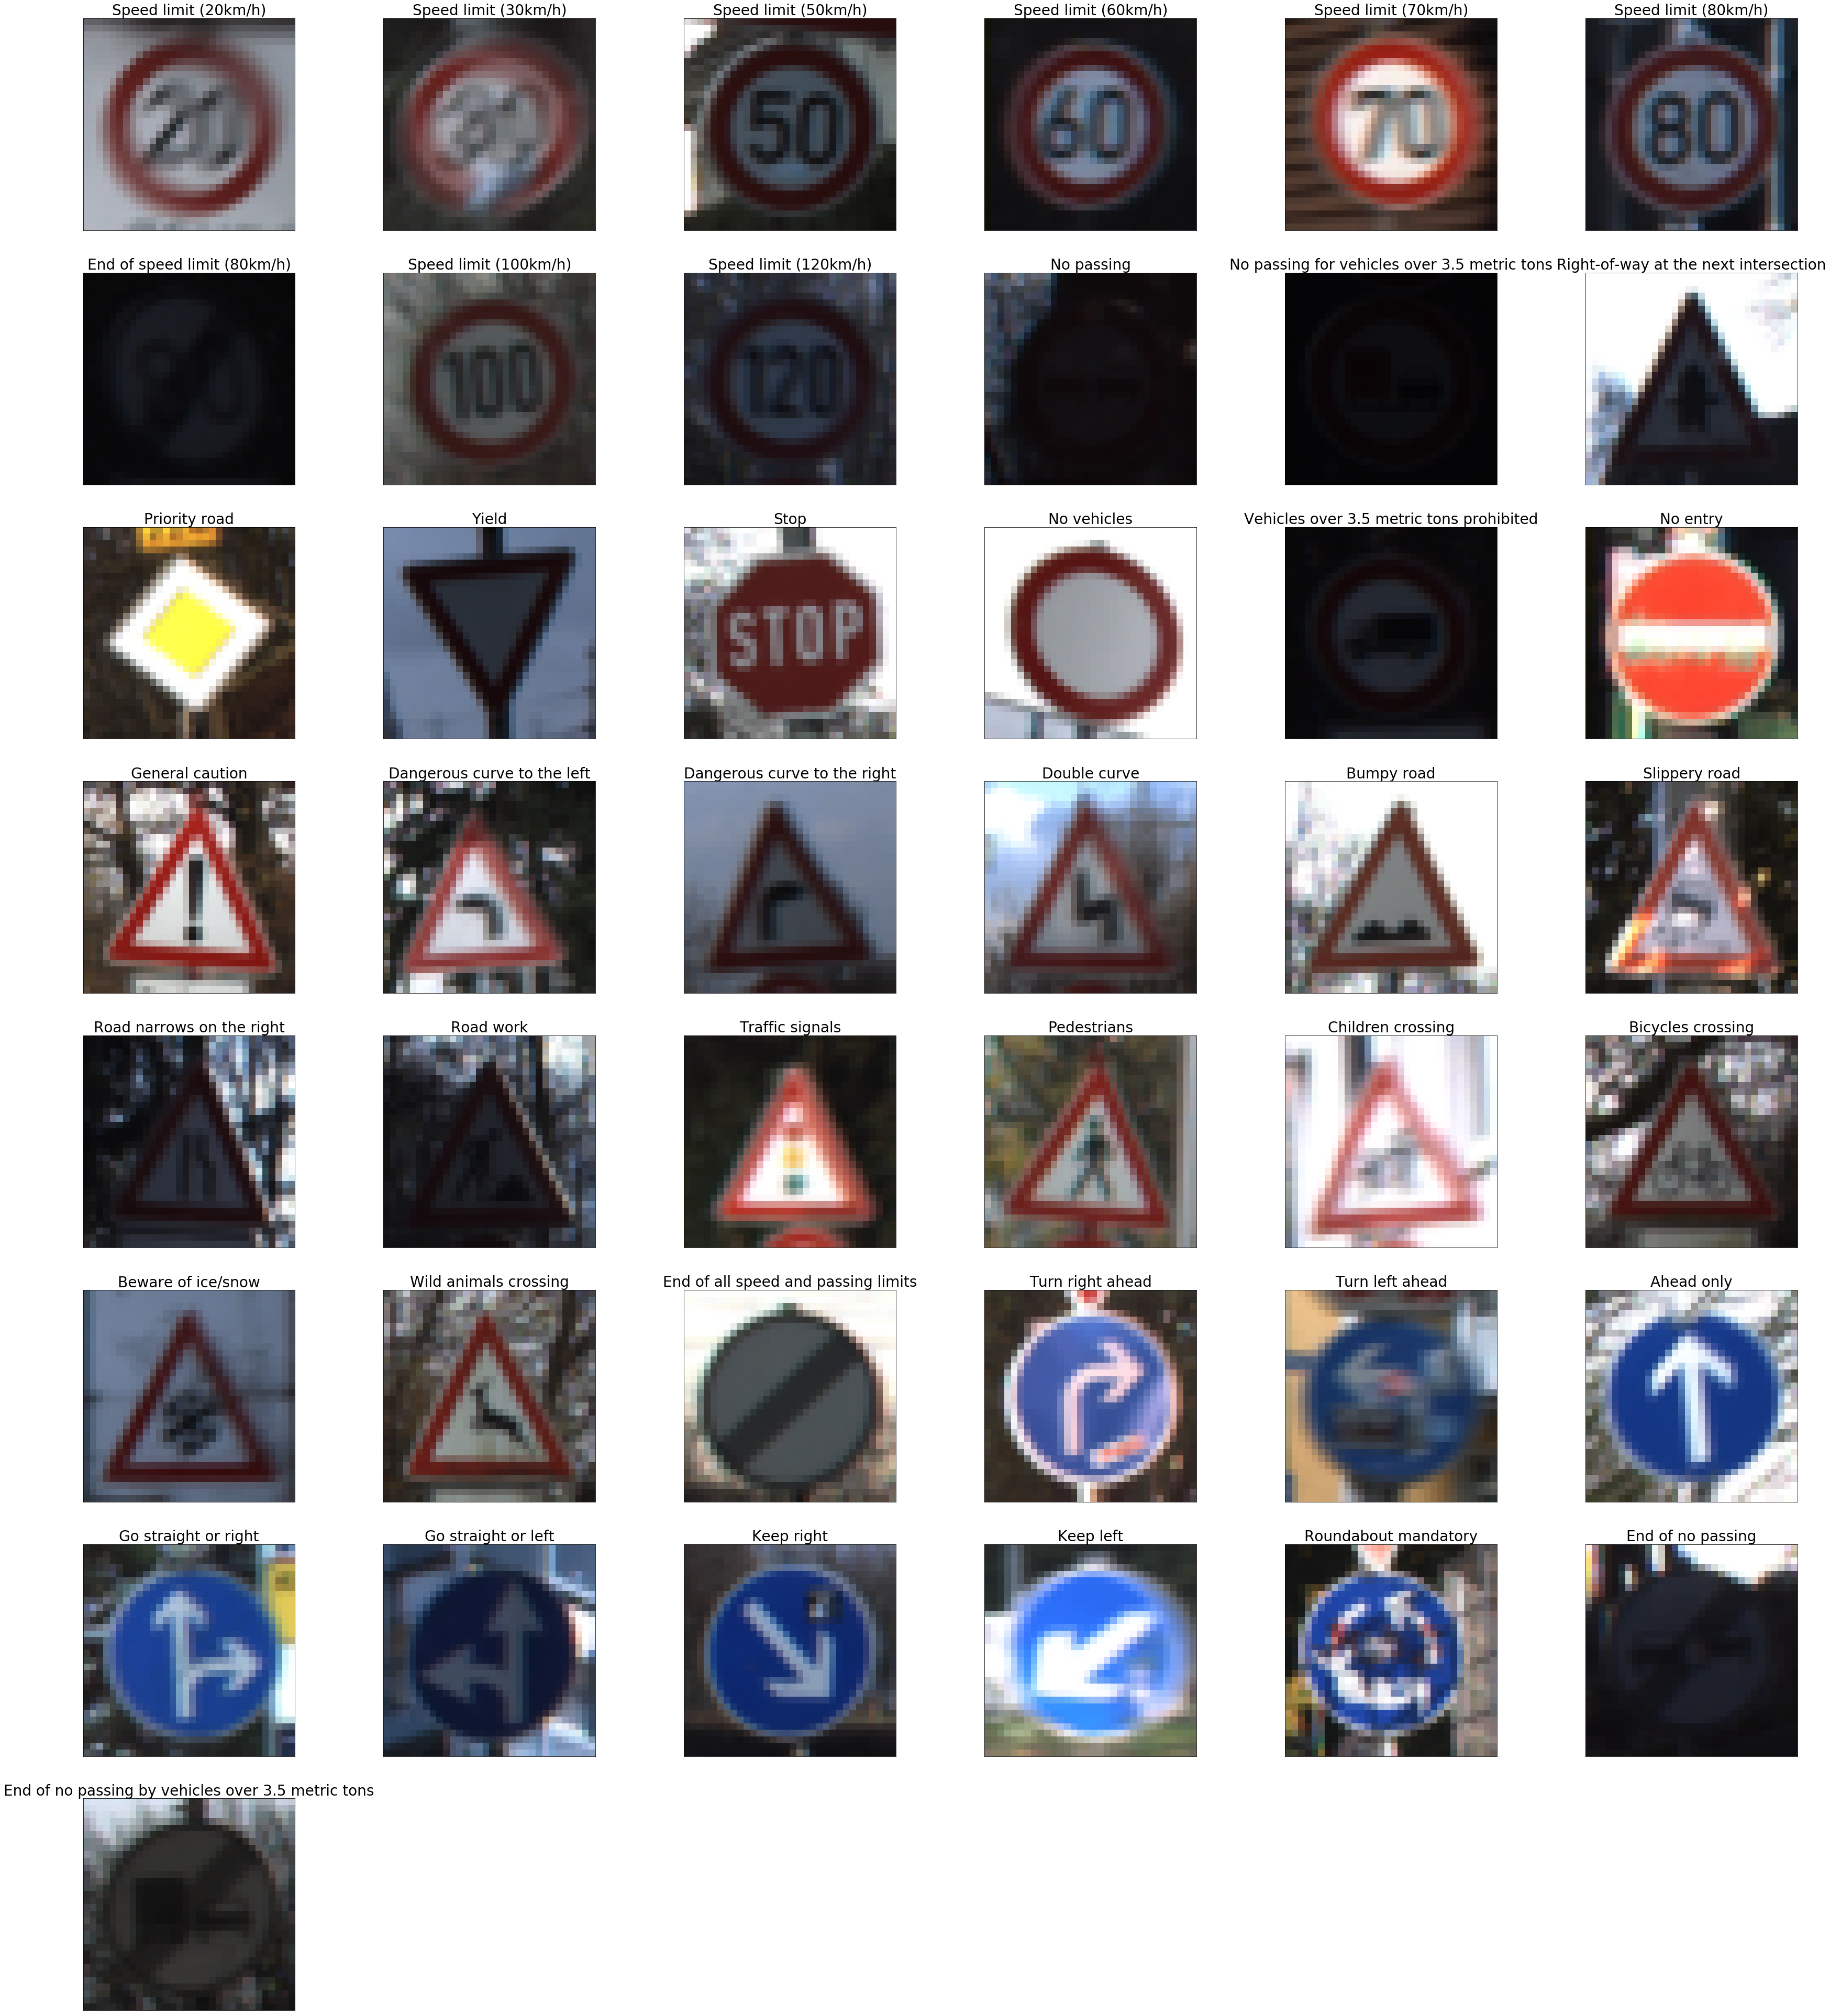 Speed limit (20km/h) Speed limit (30km/h) Speed limit (50km/h) Speed limit (60km/h) Speed limit (70km/h) Speed limit (80km/h)
20 30 50 60 70 80
End of speed limit (80km/h) Speed limit (100km/h) Speed limit (120km/h) No passing No passing for vehicles over 3.5 metric tons Right-of-way at the next intersection
80 100 120
Priority road Yield Stop No vehicles Vehicles over 3.5 metric tons prohibited No entry
STOP
General caution Dangerous curve to the left Dangerous curve to the right Double curve Bumpy road Slippery road
Road narrows on the right Road work Traffic signals Pedestrians Children crossing Bicycles crossing
Beware of ice/snow Wild animals crossing End of all speed and passing limits Turn right ahead Turn left ahead Ahead only
Go straight or right Go straight or left Keep right Keep left Roundabout mandatory End of no passing
End of no passing by vehicles over 3.5 metric tons